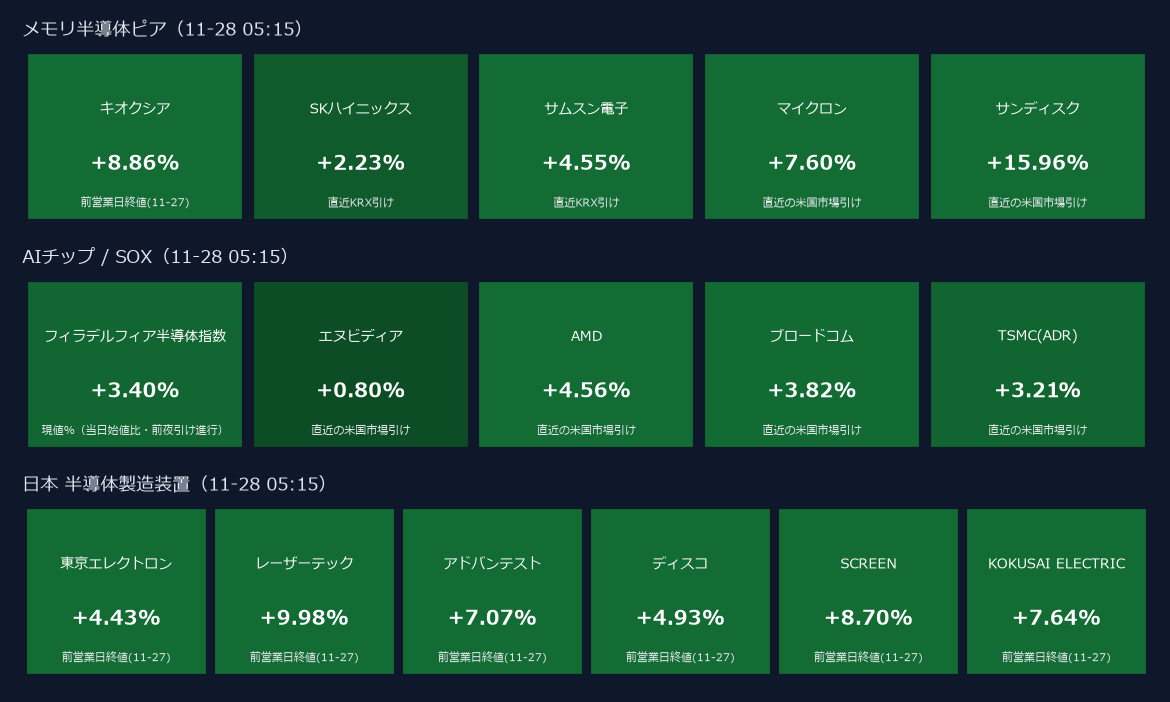 メモリ半導体ピア（11-28 05:15）
キオクシア
+8.86%
前営業日終値(11-27)
SKハイニックス
+2.23%
直近KRX引け
サムスン電子
+4.55%
直近KRX引け
マイクロン
+7.60%
直近の米国市場引け
サンディスク
+15.96%
直近の米国市場引け
AIチップ / SOX（11-28 05:15）
フィラデルフィア半導体指数
+3.40%
現値%（当日始値比・前夜引け進行）
エヌビディア
+0.80%
直近の米国市場引け
AMD
+4.56%
直近の米国市場引け
ブロードコム
+3.82%
直近の米国市場引け
TSMC(ADR)
+3.21%
直近の米国市場引け
日本 半導体製造装置（11-28 05:15）
東京エレクトロン
+4.43%
前営業日終値(11-27)
レーザーテック
+9.98%
前営業日終値(11-27)
アドバンテスト
+7.07%
前営業日終値(11-27)
ディスコ
+4.93%
前営業日終値(11-27)
SCREEN
+8.70%
前営業日終値(11-27)
KOKUSAI ELECTRIC
+7.64%
前営業日終値(11-27)